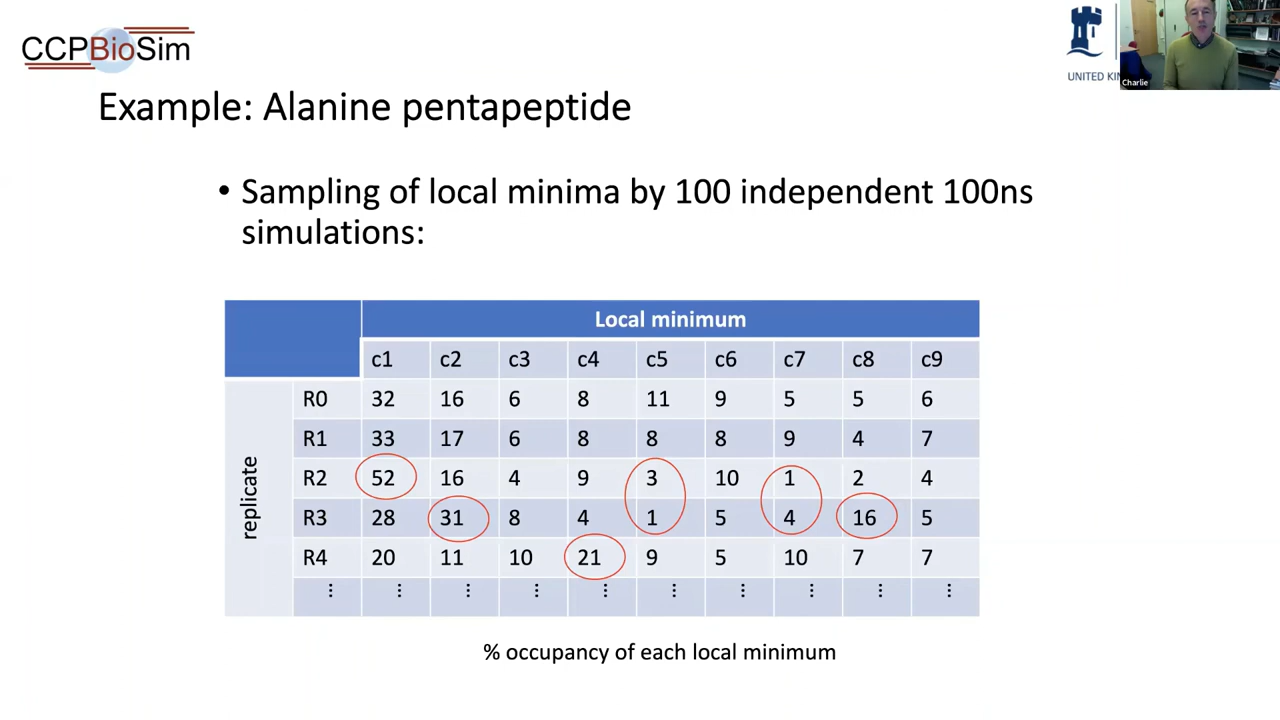 CCPBioSim
UNITED KIN
Charlie
Example: Alanine pentapeptide
• Sampling of local minima by 100 independent 100ns
simulations:
Local minimum
c1 c2 c3 c4 c5 c6 c7 c8 c9
replicate
R0 32 16 6 8 11 9 5 5 6
R1 33 17 6 8 8 8 9 4 7
R2 52 16 4 9 3 10 1 2 4
R3 28 31 8 4 1 5 4 16 5
R4 20 11 10 21 9 5 10 7 7
⋮ ⋮ ⋮ ⋮ ⋮ ⋮ ⋮ ⋮ ⋮ ⋮
% occupancy of each local minimum